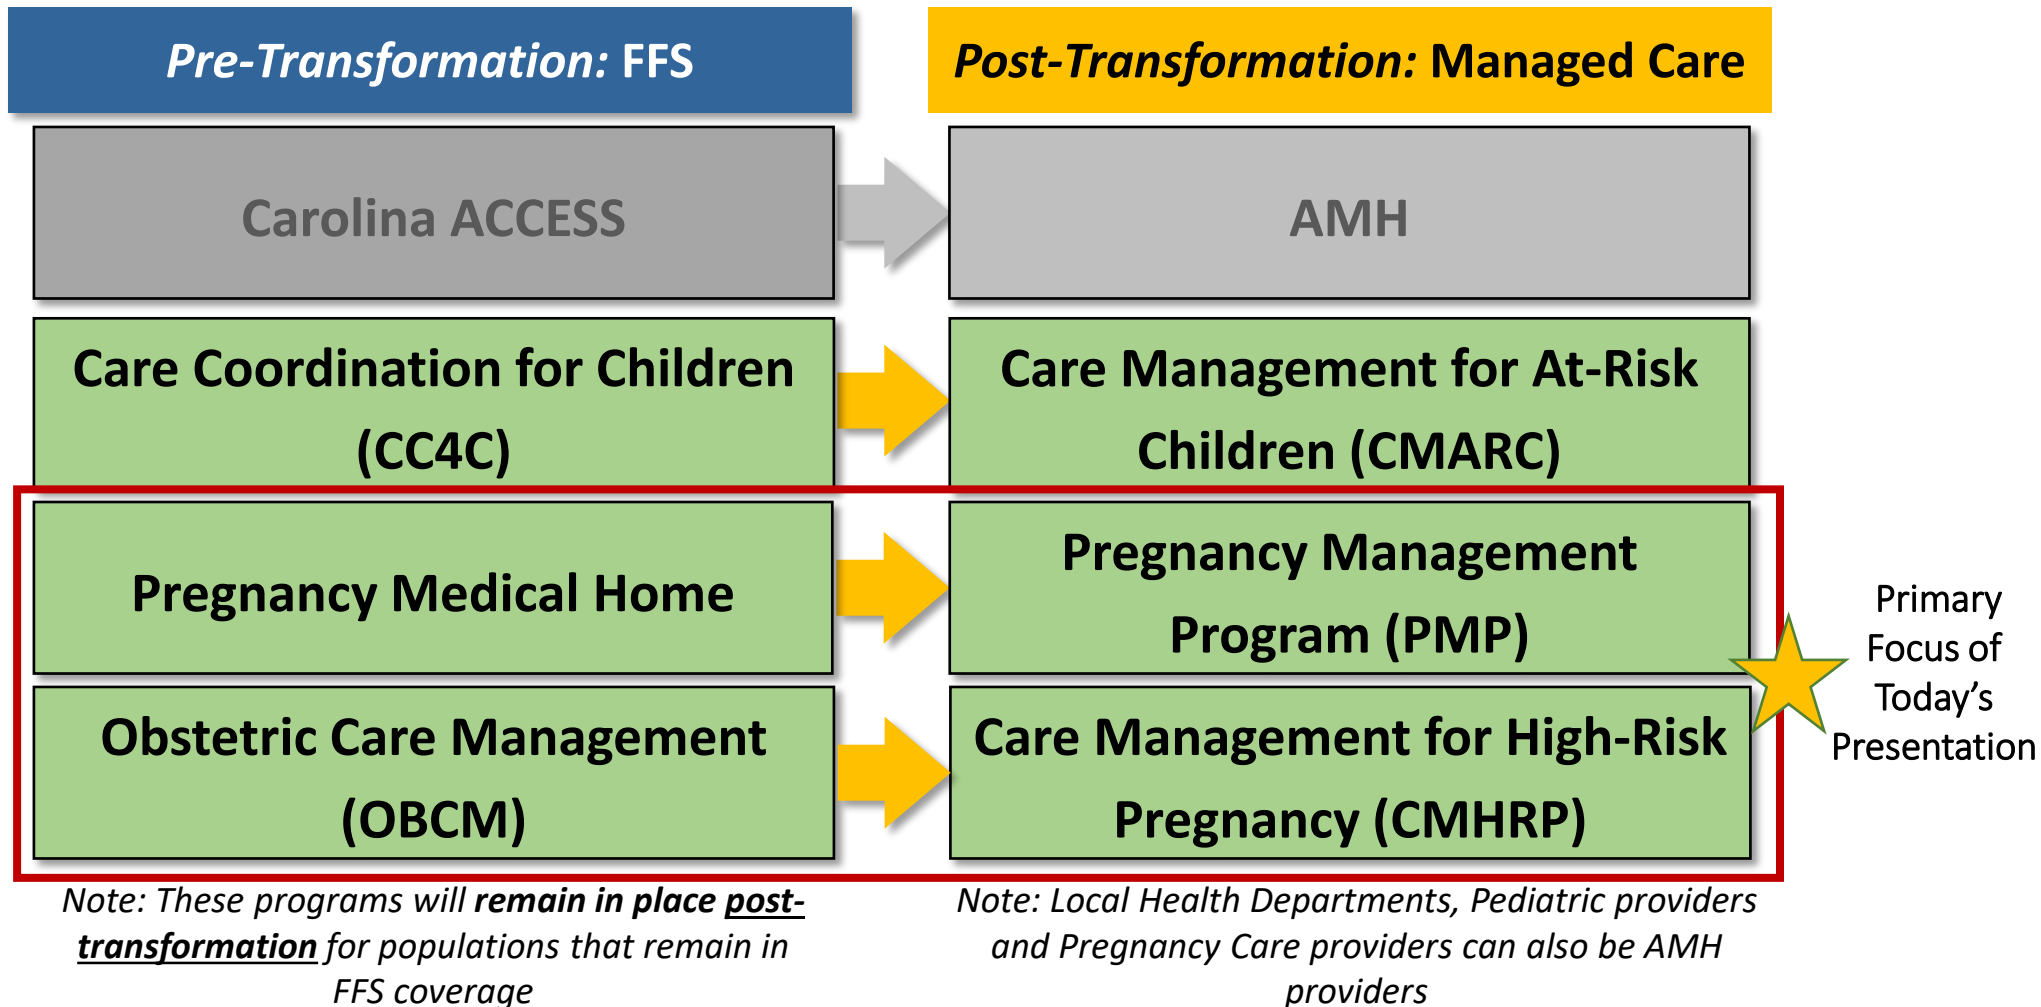 Pre-Transformation: FFS
Post-Transformation: Managed Care
Carolina ACCESS
AMH
Care Coordination for Children
(CC4C)
Care Management for At-Risk
Children (CMARC)
Pregnancy Medical Home
Pregnancy Management
Program (PMP)
Obstetric Care Management
(OBCM)
Care Management for High-Risk
Pregnancy (CMHRP)
Primary
Focus of
Today’s
Presentation
Note: These programs will remain in place post-
transformation for populations that remain in
FFS coverage
Note: Local Health Departments, Pediatric providers
and Pregnancy Care providers can also be AMH
providers